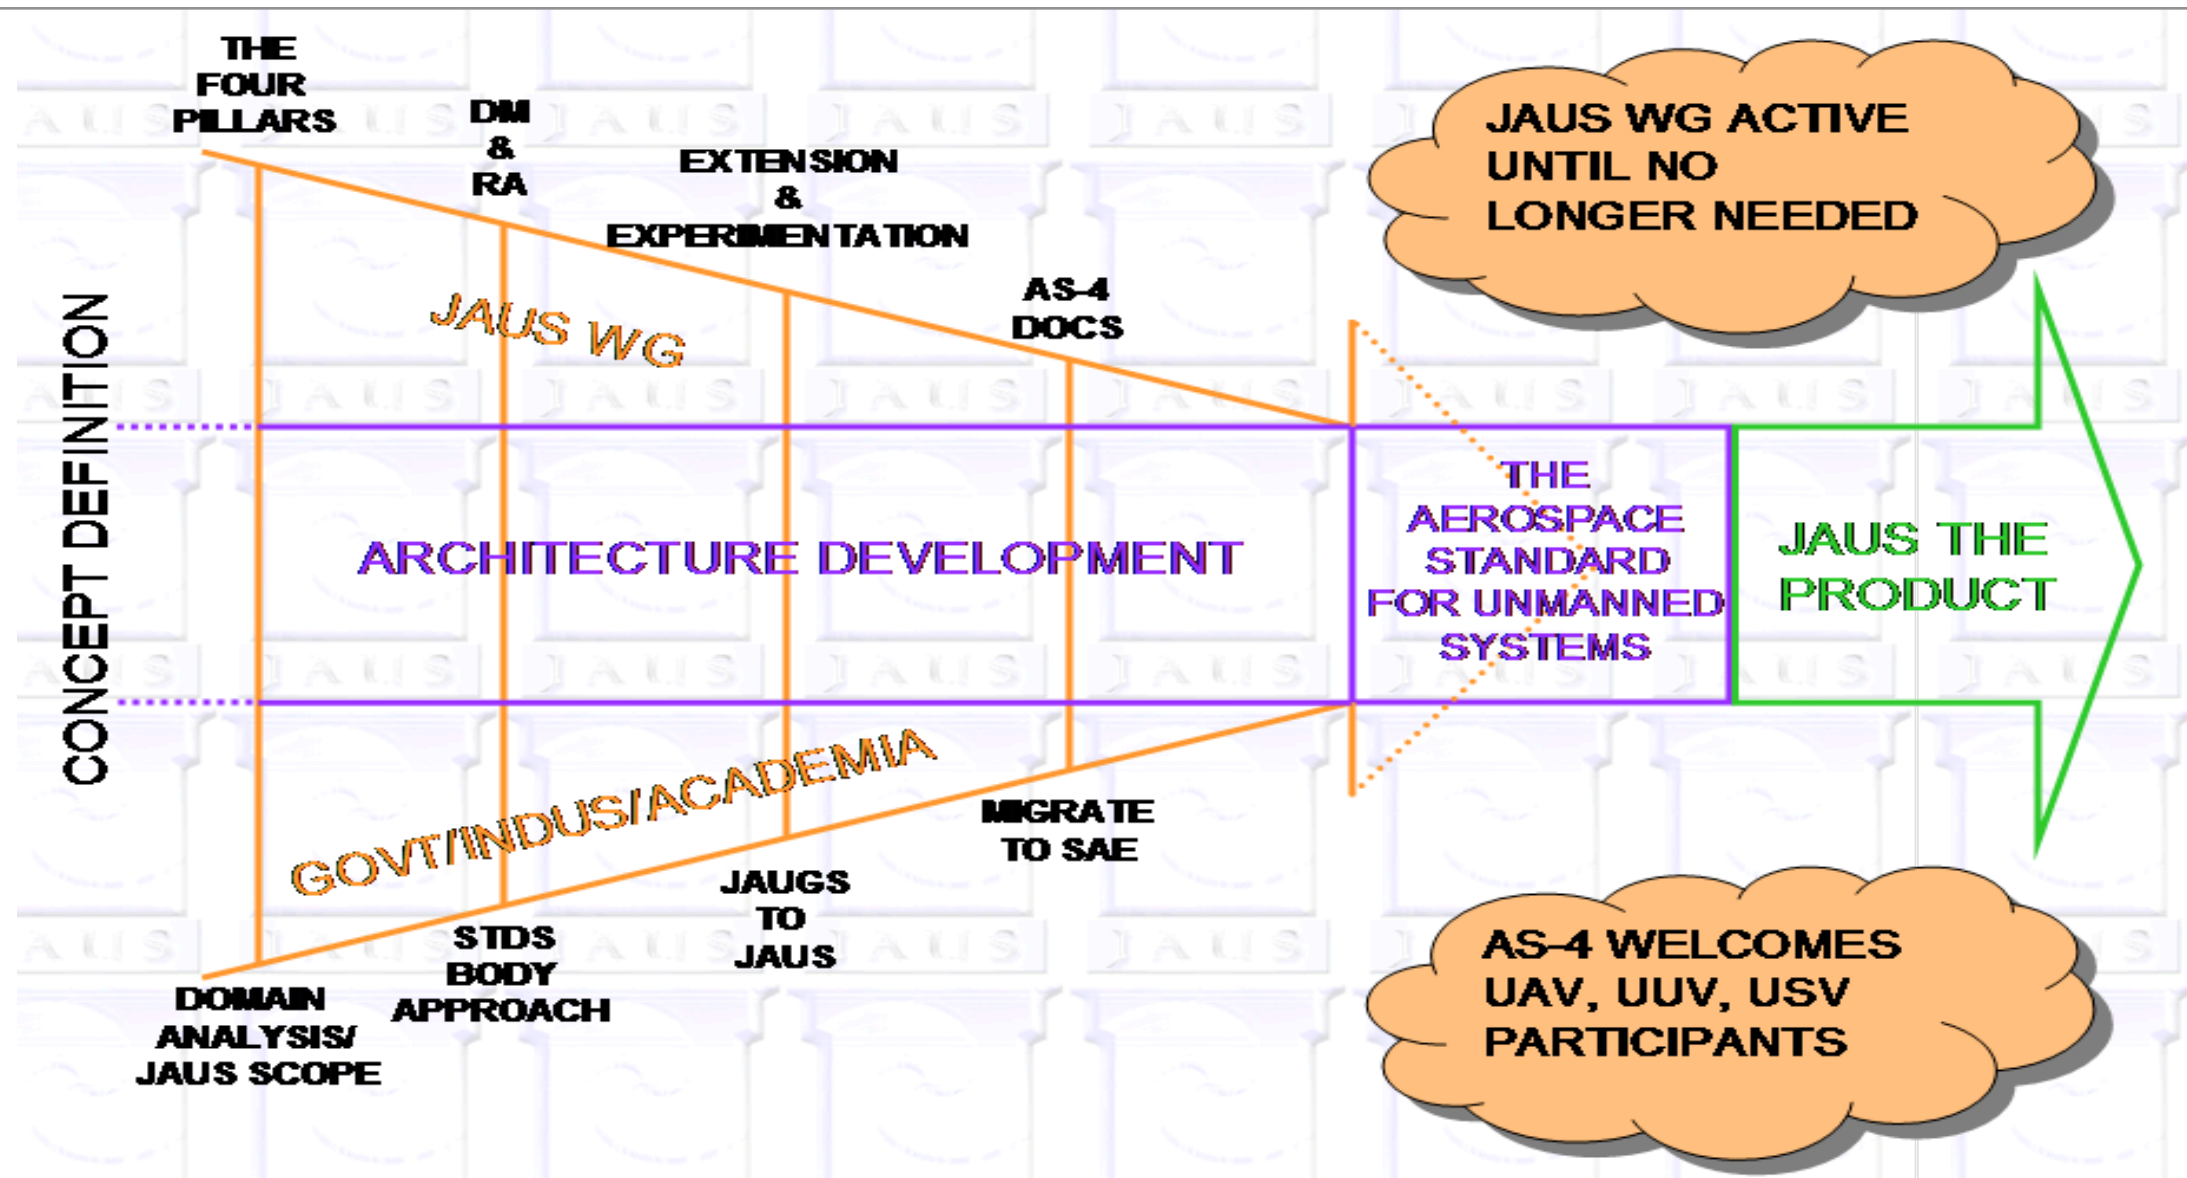 THE
FOUR
PILLARS
DM
&
RA
EXTENSION
&
EXPERIMENTATION
AS-4
DOCS
JAUS WG ACTIVE
UNTIL NO
LONGER NEEDED
CONCEPT DEFINITION
JAUS WG
ARCHITECTURE DEVELOPMENT
THE
AEROSPACE
STANDARD
FOR UNMANNED
SYSTEMS
JAUS THE
PRODUCT
GOVT/INDUS/ACADEMIA
DOMAIN
ANALYSIS/
JAUS SCOPE
STDS
BODY
APPROACH
JAUGS
TO
JAUS
MIGRATE
TO SAE
AS-4 WELCOMES
UAV, UUV, USV
PARTICIPANTS